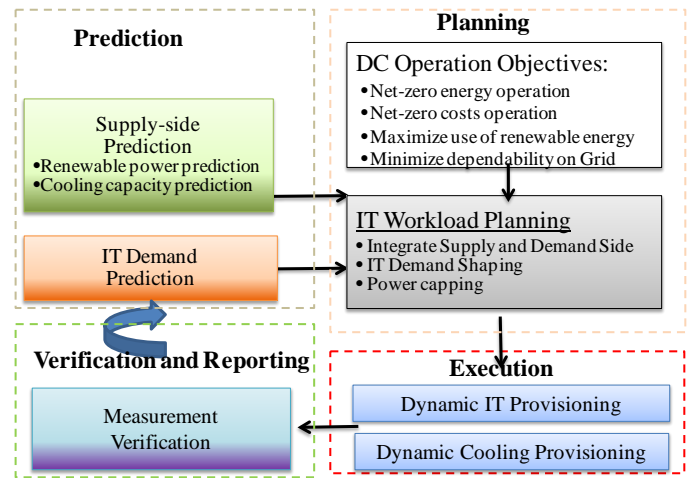 Prediction
Supply-side
Prediction
•Renewable power prediction
•Cooling capacity prediction
IT Demand
Prediction
Planning
DC Operation Objectives:
•Net-zero energy operation
•Net-zero costs operation
•Maximize use of renewable energy
•Minimize dependability on Grid
IT Workload Planning
• Integrate Supply and Demand Side
• IT Demand Shaping
• Power capping
Verification and Reporting
Measurement
Verification
Execution
Dynamic IT Provisioning
Dynamic Cooling Provisioning